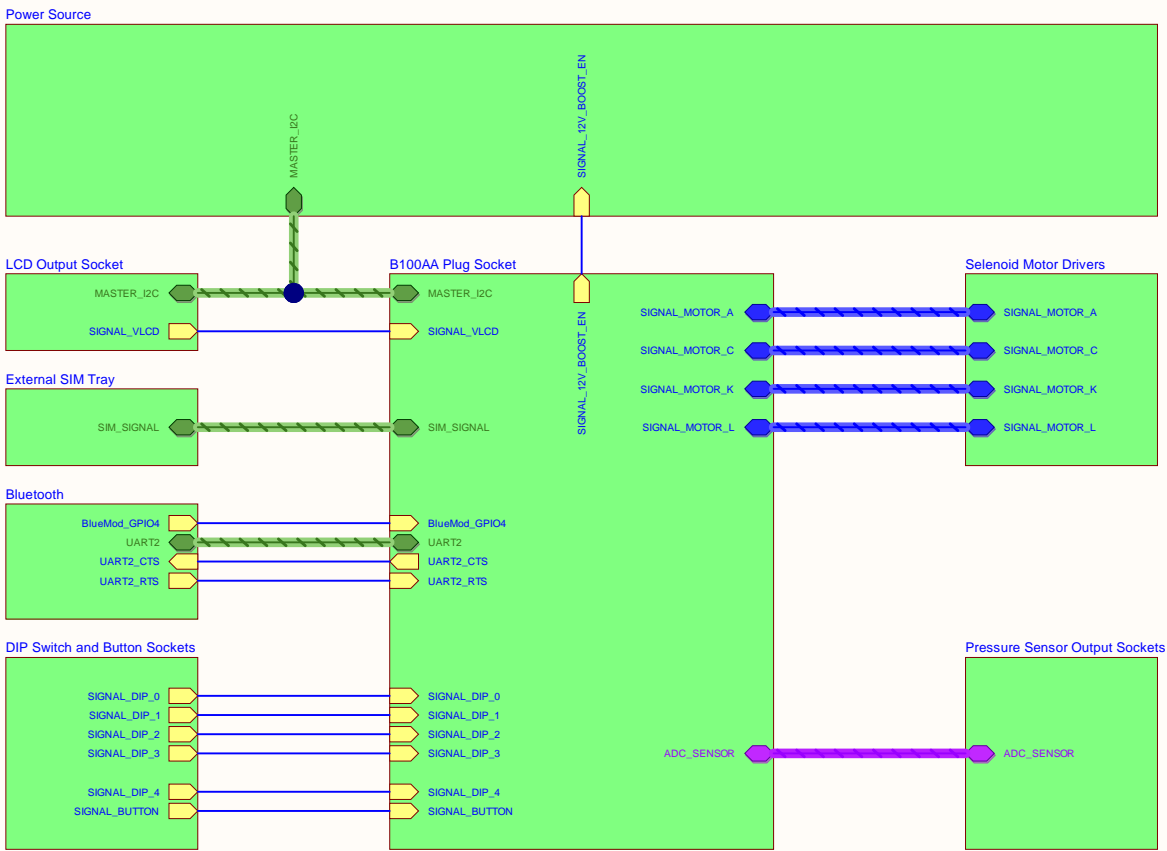 Power Source
SIGNAL_12V_BOOST_EN
MASTER_I2C
LCD Output Socket
MASTER_I2C
SIGNAL_VLCD
B100AA Plug Socket
MASTER_I2C
SIGNAL_VLCD
SIGNAL_12V_BOOST_EN
SIGNAL_MOTOR_A
SIGNAL_MOTOR_C
SIGNAL_MOTOR_K
SIGNAL_MOTOR_L
Selenoid Motor Drivers
SIGNAL_MOTOR_A
SIGNAL_MOTOR_C
SIGNAL_MOTOR_K
SIGNAL_MOTOR_L
External SIM Tray
SIM_SIGNAL
SIM_SIGNAL
Bluetooth
BlueMod_GPIO4
UART2
UART2_CTS
UART2_RTS
BlueMod_GPIO4
UART2
UART2_CTS
UART2_RTS
DIP Switch and Button Sockets
SIGNAL_DIP_0
SIGNAL_DIP_1
SIGNAL_DIP_2
SIGNAL_DIP_3
SIGNAL_DIP_4
SIGNAL_BUTTON
SIGNAL_DIP_0
SIGNAL_DIP_1
SIGNAL_DIP_2
SIGNAL_DIP_3
SIGNAL_DIP_4
SIGNAL_BUTTON
ADC_SENSOR
Pressure Sensor Output Sockets
ADC_SENSOR